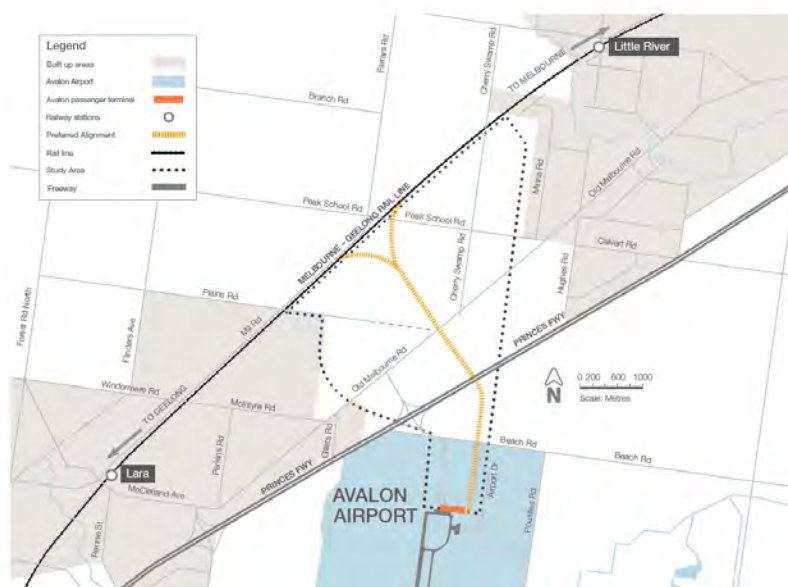 Legend
Built up areas
Avalon Airport
Avalon passenger terminal
Railway stations
Preferred Alignment
Rail line
Study Area
Freeway
Little River
TO MELBOURNE
Ferrars Rd
Cherry Swamp Rd
Branch Rd
Minns Rd
Old Melbourne Rd
Peak School Rd
Peak School Rd
MELBOURNE – GEELONG RAIL LINE
Calvert Rd
Cherry Swamp Rd
Hughes Rd
Forest Rd North
Flinders Ave
Plains Rd
Mill Rd
PRINCES FWY
Old Melbourne Rd
Windermere Rd
TO GEELONG
McIntyre Rd
N
0 200 600 1000
Scale: Metres
Perkins Rd
Gillets Rd
Beach Rd
Beach Rd
Lara
McClelland Ave
PRINCES FWY
Airport Dr
Pousties Rd
Rennie St
AVALON
AIRPORT